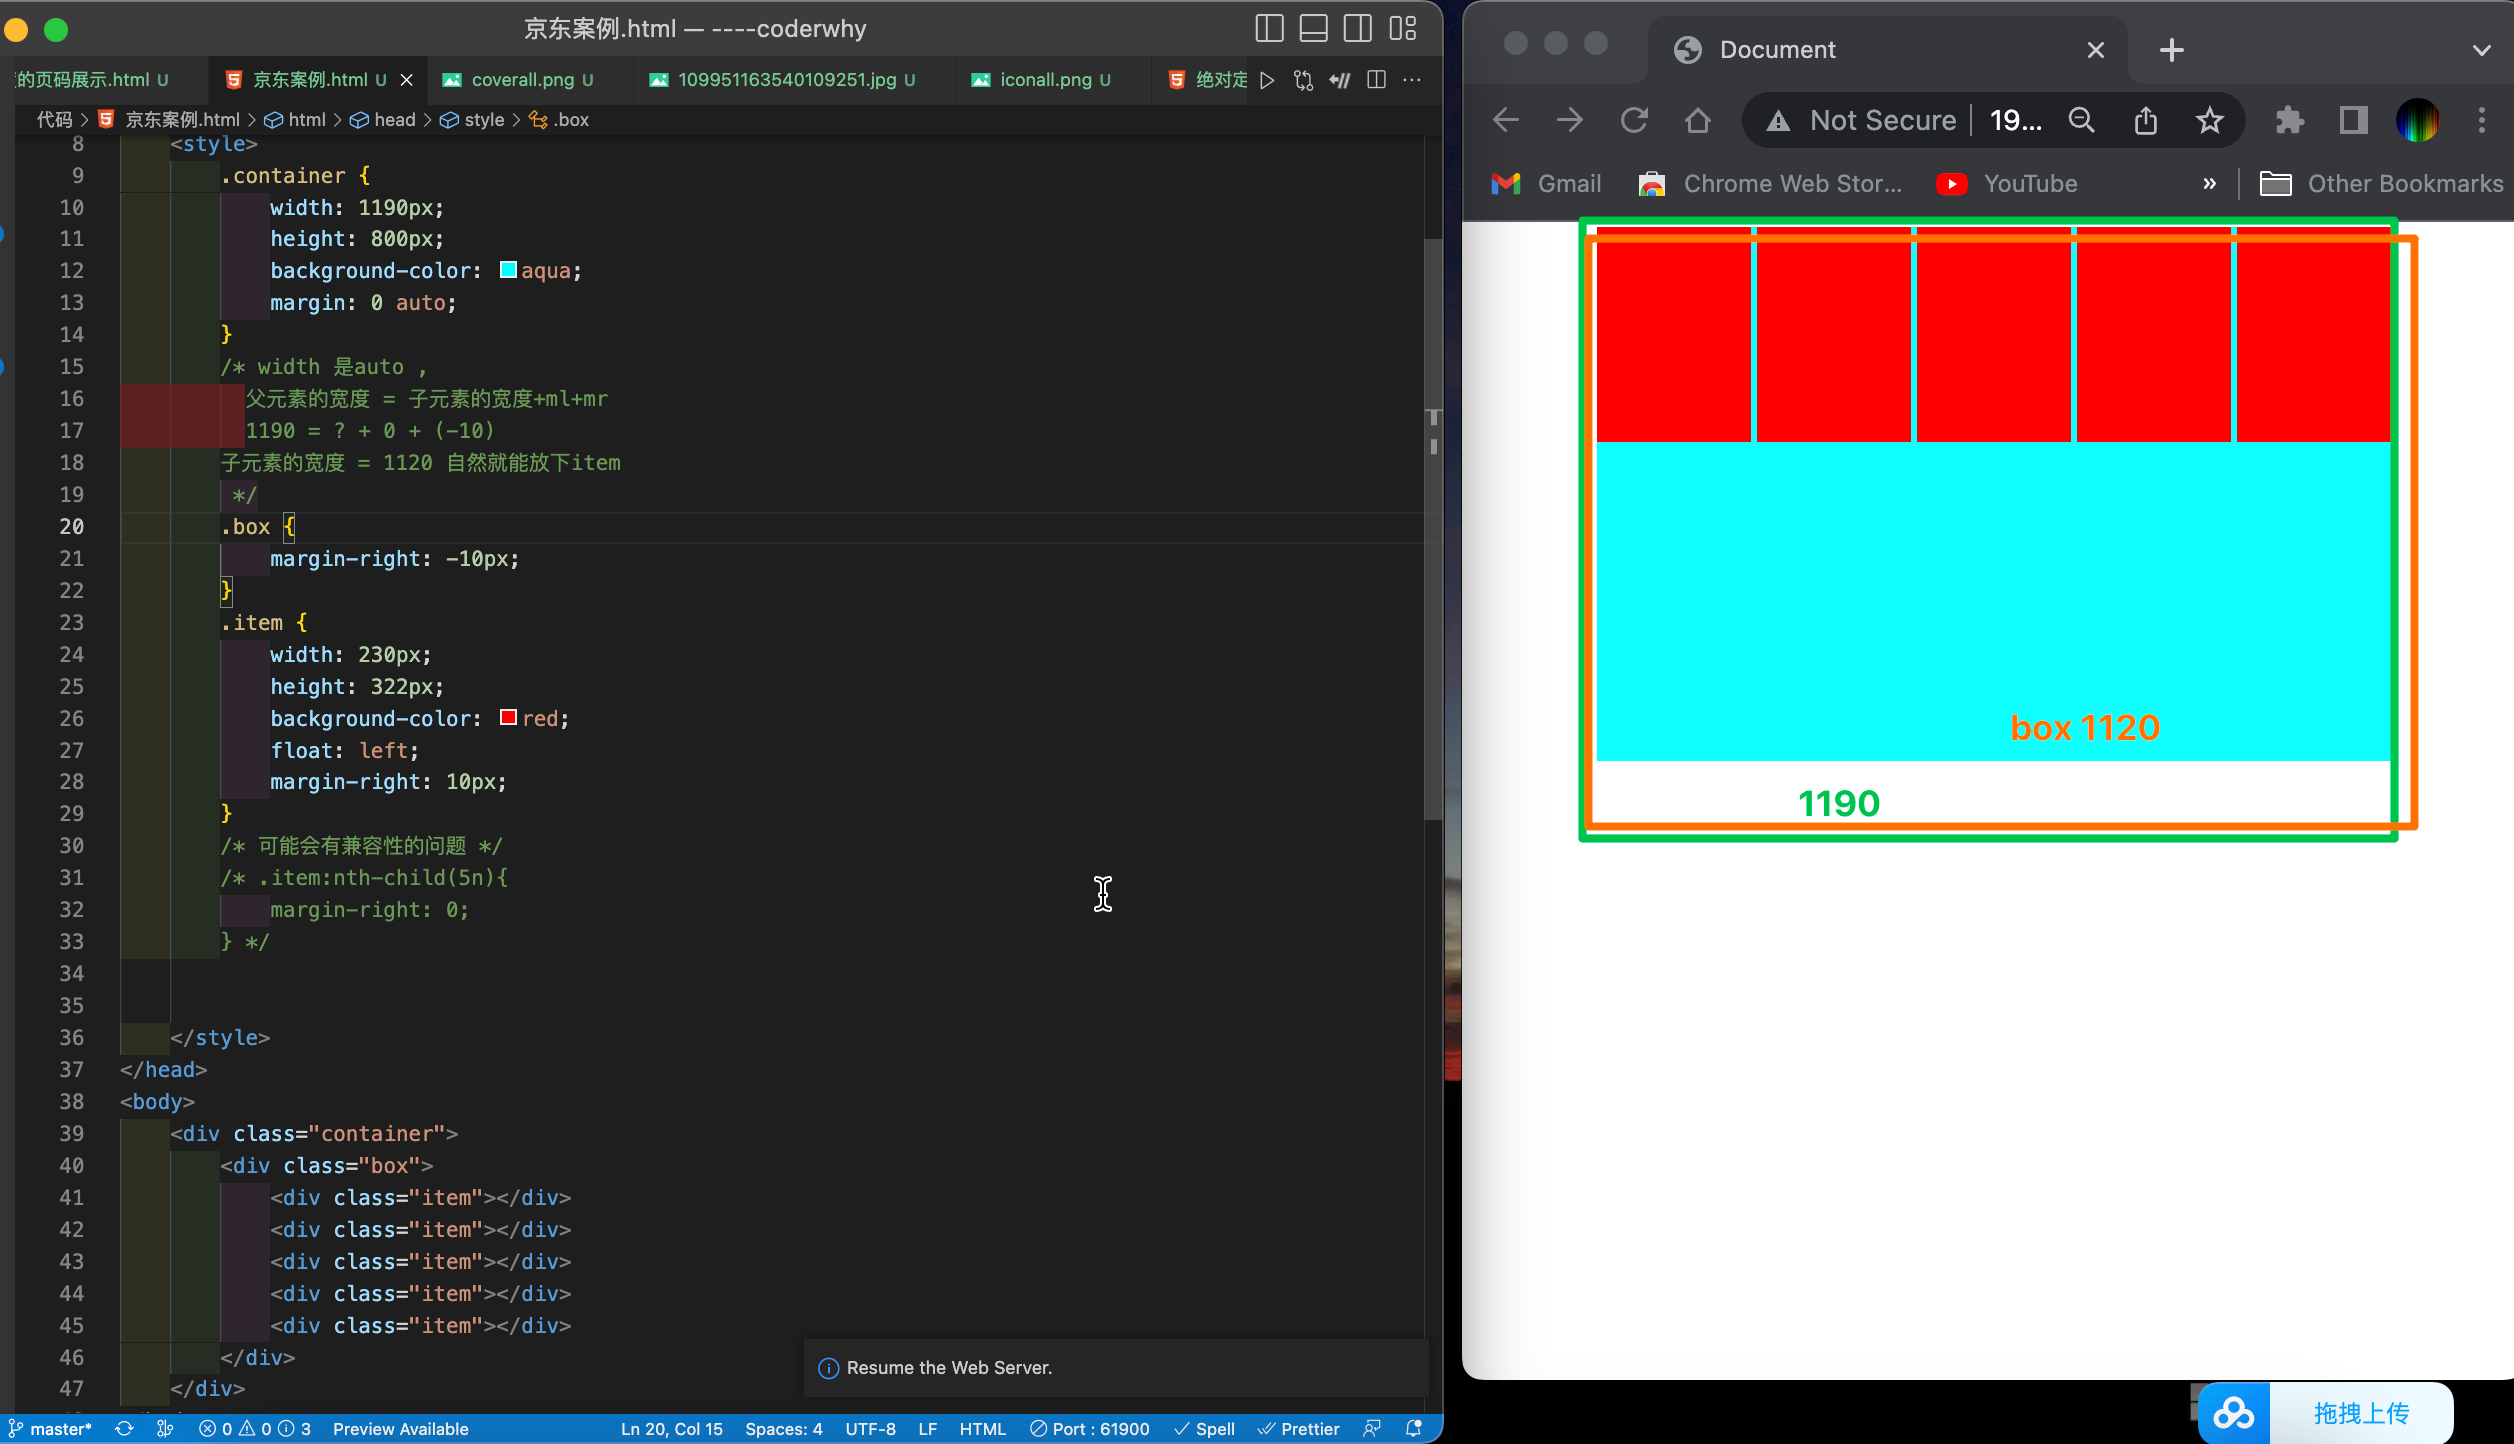 京东案例.html — ----coderwhy
的页码展示.html U
京东案例.html U
coverall.png U
109951163540109251.jpg U
iconall.png U
绝对定
代码 > 京东案例.html > html > head > style > .box
8 <style>
9 .container {
10 width: 1190px;
11 height: 800px;
12 background-color: aqua;
13 margin: 0 auto;
14 }
15 /* width 是auto ,
16 父元素的宽度 = 子元素的宽度+ml+mr
17 1190 = ? + 0 + (-10)
18 子元素的宽度 = 1120 自然就能放下item
19 */
20 .box {
21 margin-right: -10px;
22 }
23 .item {
24 width: 230px;
25 height: 322px;
26 background-color: red;
27 float: left;
28 margin-right: 10px;
29 }
30 /* 可能会有兼容性的问题 */
31 /* .item:nth-child(5n){
32 margin-right: 0;
33 } */
34
35
36 </style>
37 </head>
38 <body>
39 <div class="container">
40 <div class="box">
41 <div class="item"></div>
42 <div class="item"></div>
43 <div class="item"></div>
44 <div class="item"></div>
45 <div class="item"></div>
46 </div>
47 </div>
Resume the Web Server.
master* 0 0 3 Preview Available Ln 20, Col 15 Spaces: 4 UTF-8 LF HTML Port : 61900 Spell Prettier
Document
Not Secure 19...
Gmail Chrome Web Stor... YouTube » Other Bookmarks
box 1120
1190
拖拽上传